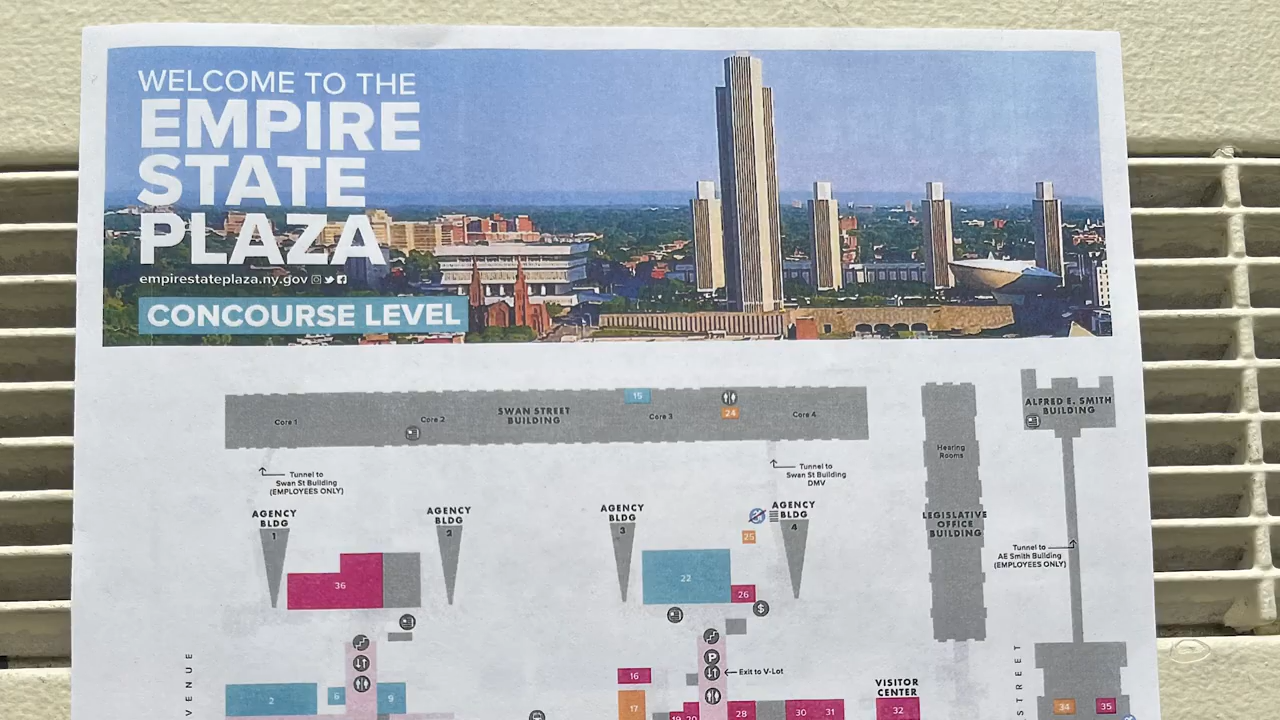 WELCOME TO THE
EMPIRE
STATE
PLAZA
empirestateplaza.ny.gov
CONCOURSE LEVEL
15
24
Core 1
Core 2
SWAN STREET
BUILDING
Core 3
Core 4
ALFRED E. SMITH
BUILDING
Hearing
Rooms
Tunnel to
Swan St Building
(EMPLOYEES ONLY)
Tunnel to
Swan St Building
DMV
AGENCY
BLDG
1
AGENCY
BLDG
2
AGENCY
BLDG
3
AGENCY
BLDG
4
LEGISLATIVE
OFFICE
BUILDING
25
Tunnel to
AE Smith Building
(EMPLOYEES ONLY)
36
22
26
$
P
Exit to V-Lot
16
VISITOR
CENTER
2
6
9
17
19
20
28
30
31
32
34
35
VENUE
STREET